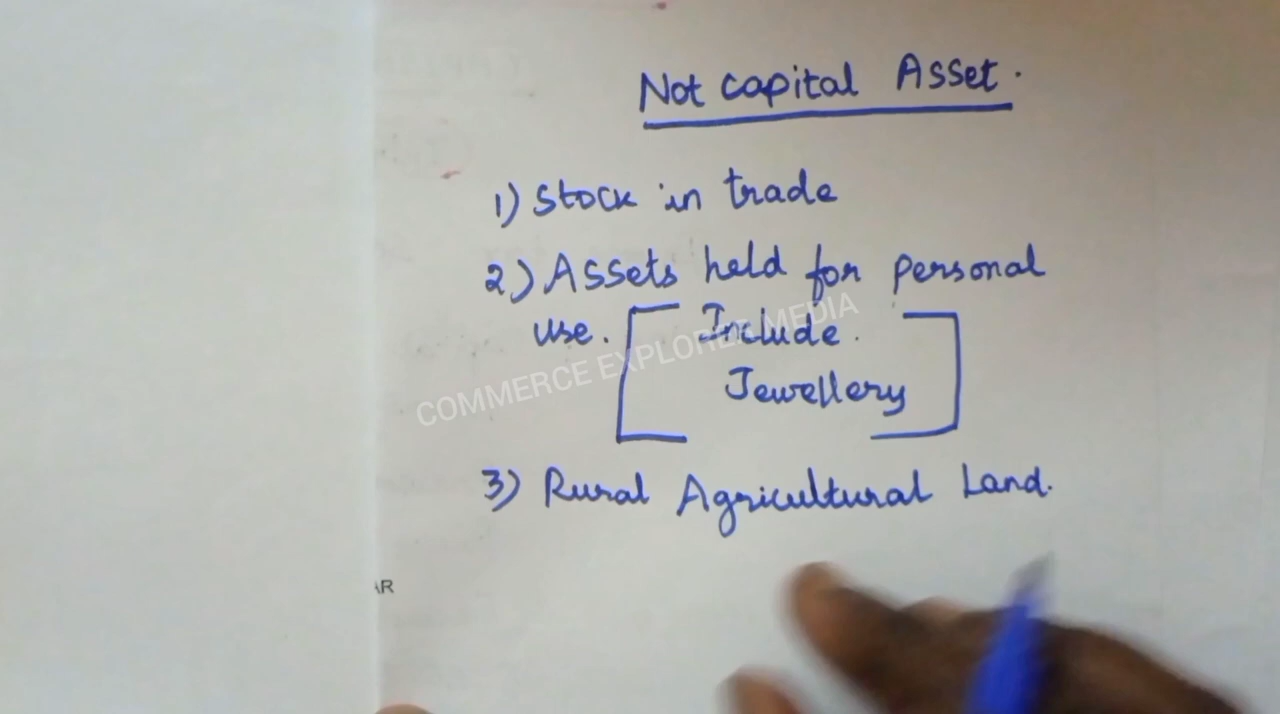 Not capital Asset.
1) Stock in trade
2) Assets held for personal
use. [ Include.
Jewellery ]
3) Rural Agricultural Land.
COMMERCE EXPLORER MEDIA
AR